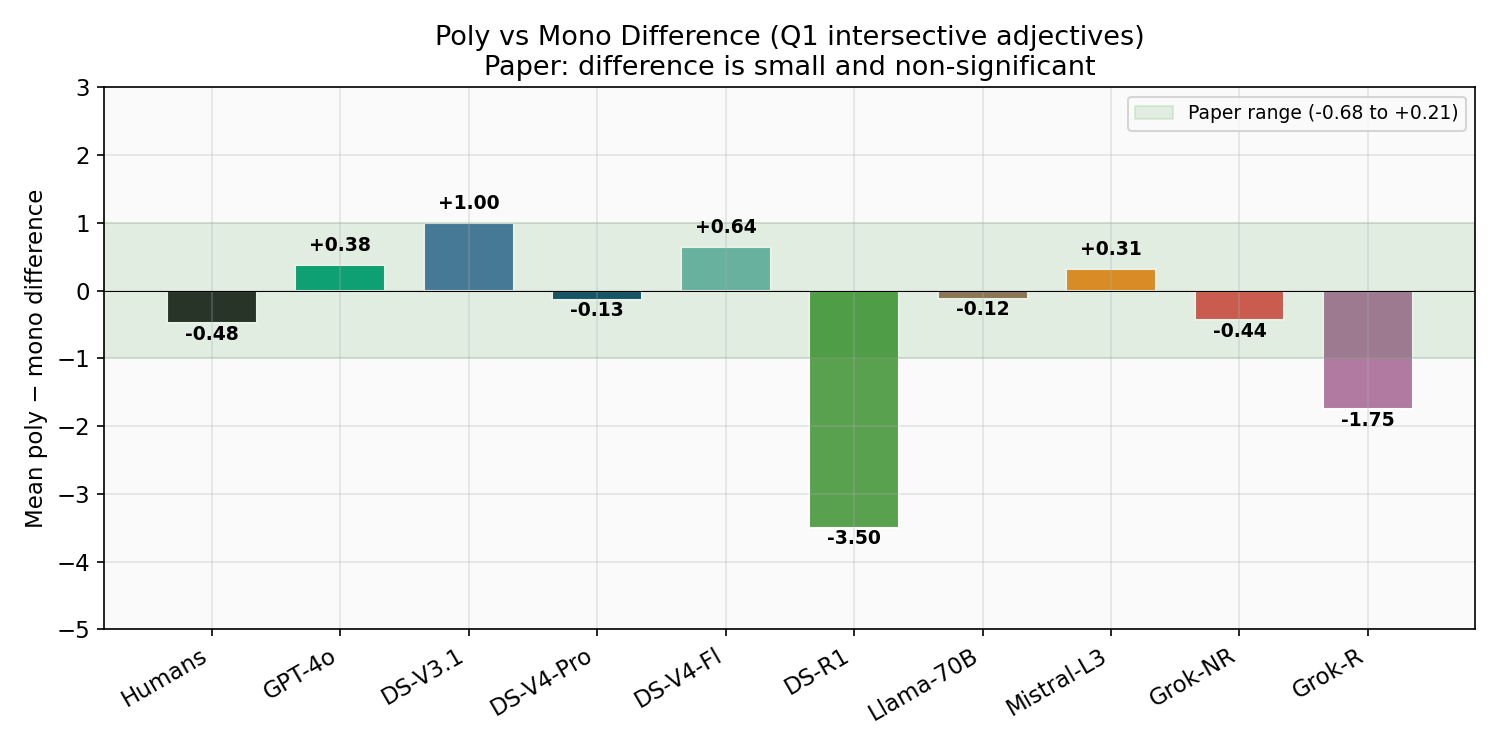 Poly vs Mono Difference (Q1 intersective adjectives)
Paper: difference is small and non-significant
Paper range (-0.68 to +0.21)
Mean poly − mono difference
3
2
1
0
−1
−2
−3
−4
−5
-0.48
+0.38
+1.00
-0.13
+0.64
-3.50
-0.12
+0.31
-0.44
-1.75
Humans
GPT-4o
DS-V3.1
DS-V4-Pro
DS-V4-Fl
DS-R1
Llama-70B
Mistral-L3
Grok-NR
Grok-R